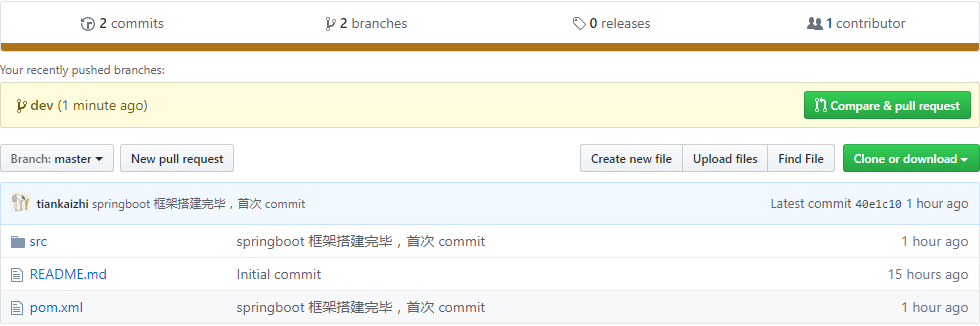 2 commits 2 branches 0 releases 1 contributor
Your recently pushed branches:
dev (1 minute ago) Compare & pull request
Branch: master New pull request Create new file Upload files Find File Clone or download
tiankaizhi springboot 框架搭建完毕，首次 commit Latest commit 40e1c10 1 hour ago
src springboot 框架搭建完毕，首次 commit 1 hour ago
README.md Initial commit 15 hours ago
pom.xml springboot 框架搭建完毕，首次 commit 1 hour ago